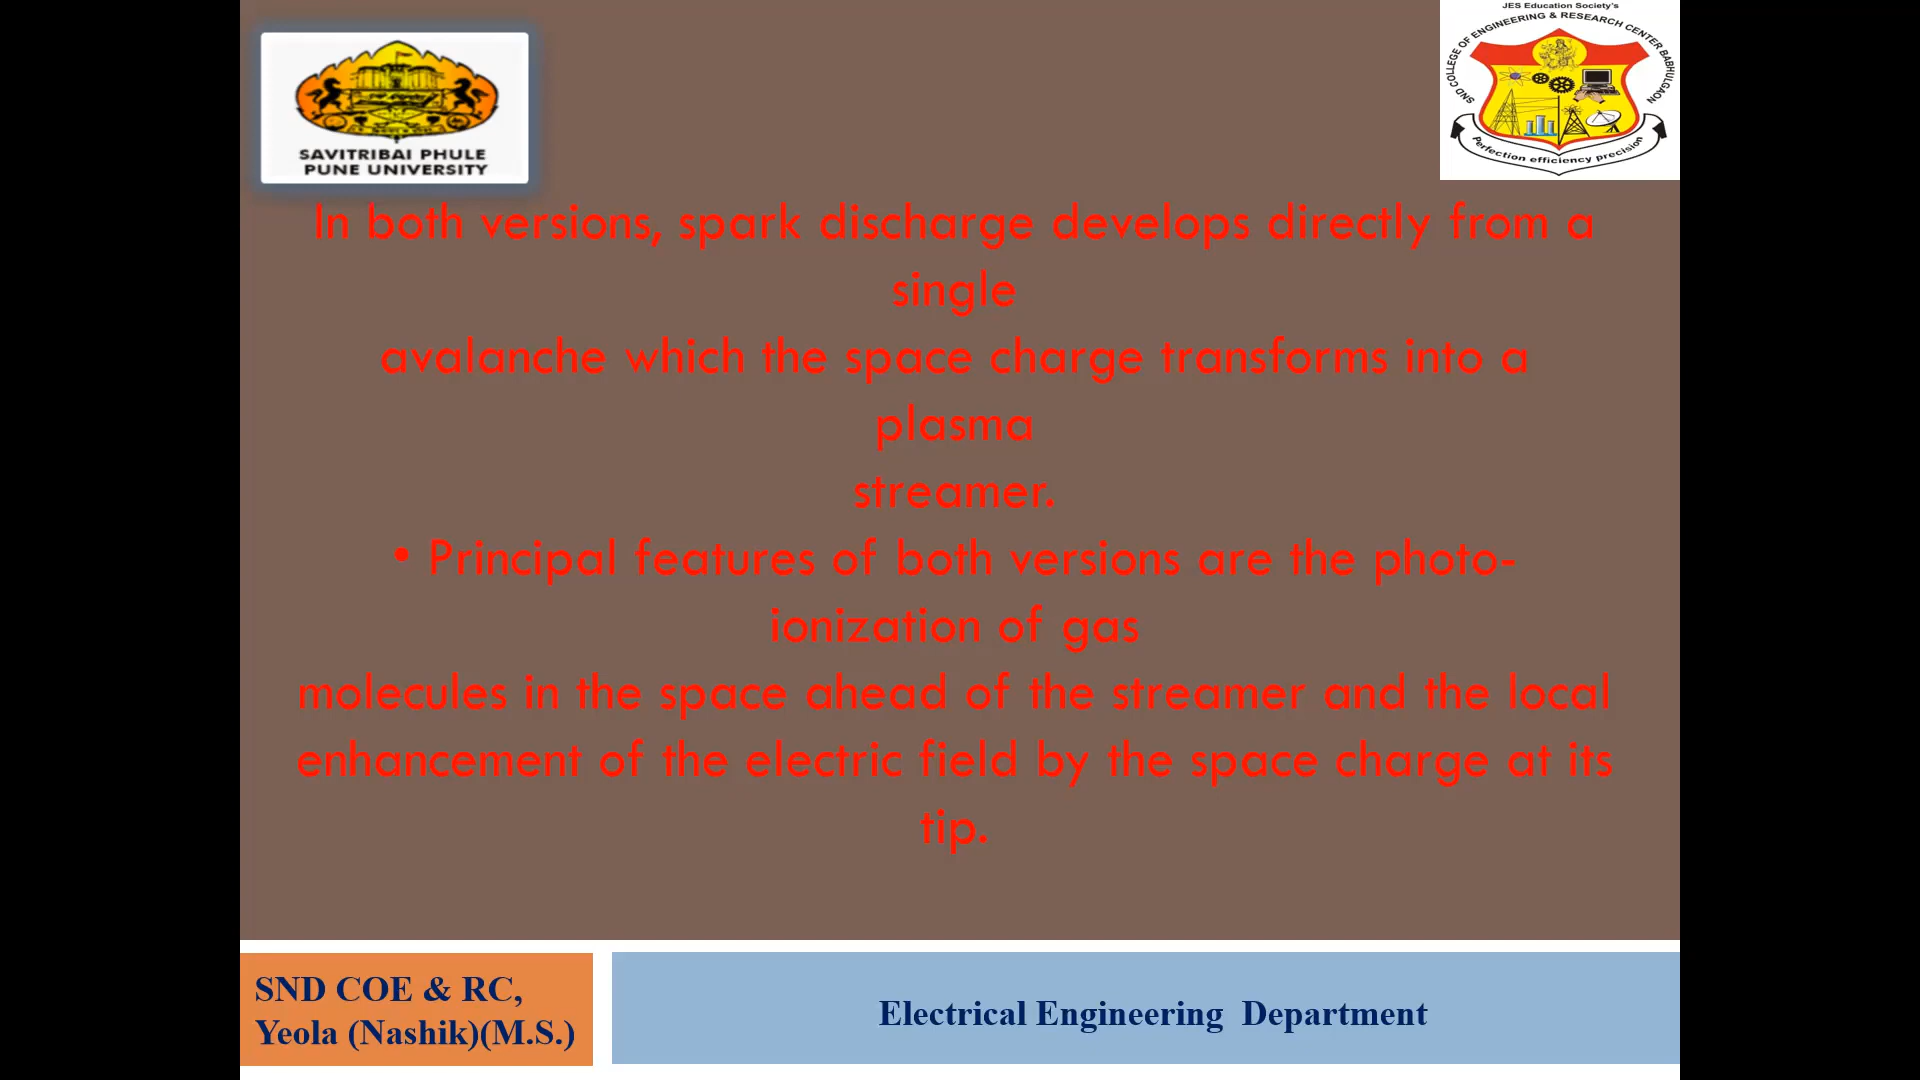 SAVITRIBAI PHULE
PUNE UNIVERSITY
JES Education Society's
SND COLLEGE OF ENGINEERING & RESEARCH CENTER BABHULGAON
Perfection efficiency precision
In both versions, spark discharge develops directly from a
single
avalanche which the space charge transforms into a
plasma
streamer.
• Principal features of both versions are the photo-
ionization of gas
molecules in the space ahead of the streamer and the local
enhancement of the electric field by the space charge at its
tip.
SND COE & RC,
Yeola (Nashik)(M.S.)
Electrical Engineering Department